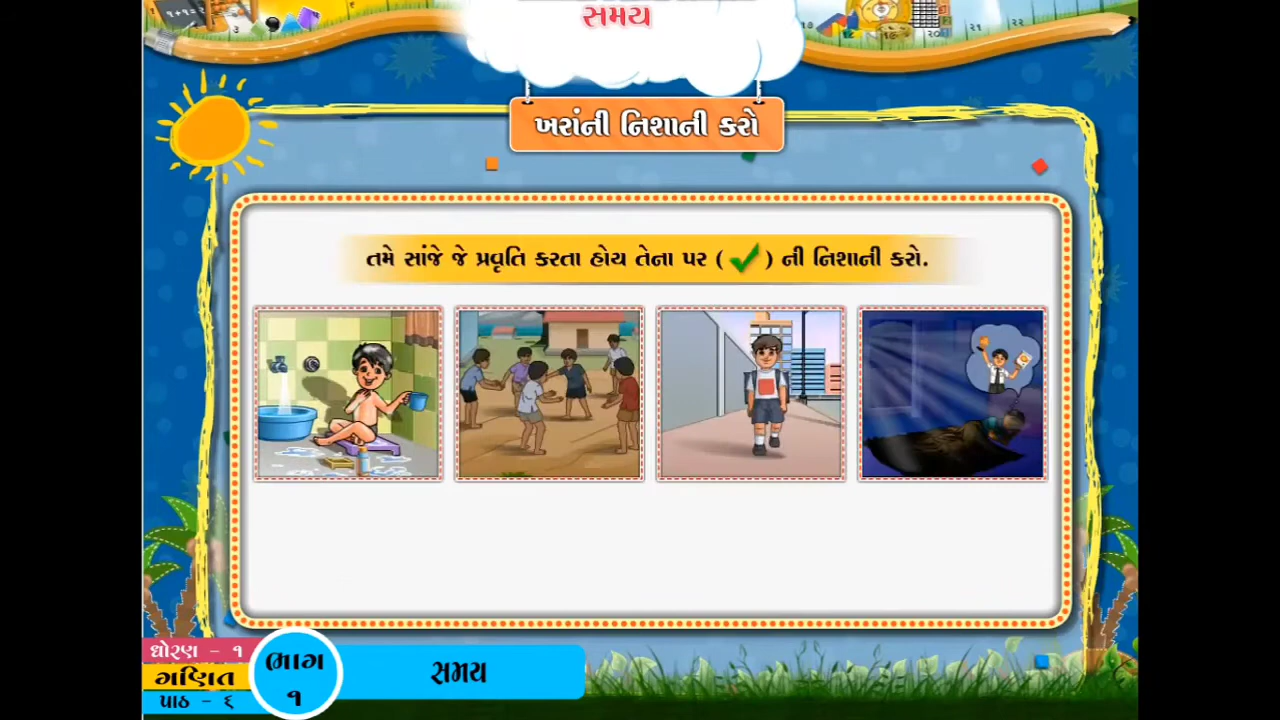 સમય
ખરાંની નિશાની કરો
તમે સાંજે જે પ્રવૃતિ કરતા હોય તેના પર ( ✓ ) ની નિશાની કરો.
ધોરણ - ૧
ગણિત
પાઠ - ૬
ભાગ
૧
સમય